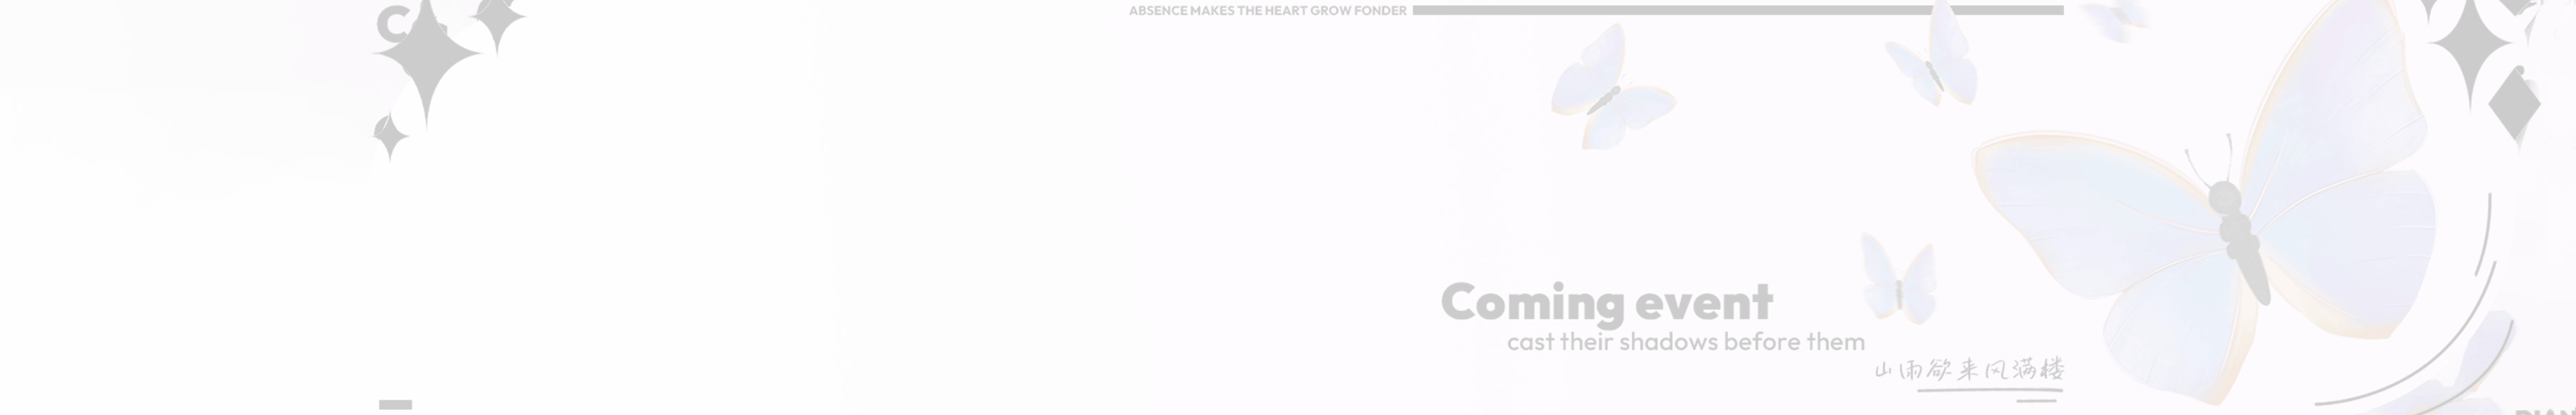 ABSENCE MAKES THE HEART GROW FONDER
Coming event
cast their shadows before them
山雨欲来风满楼